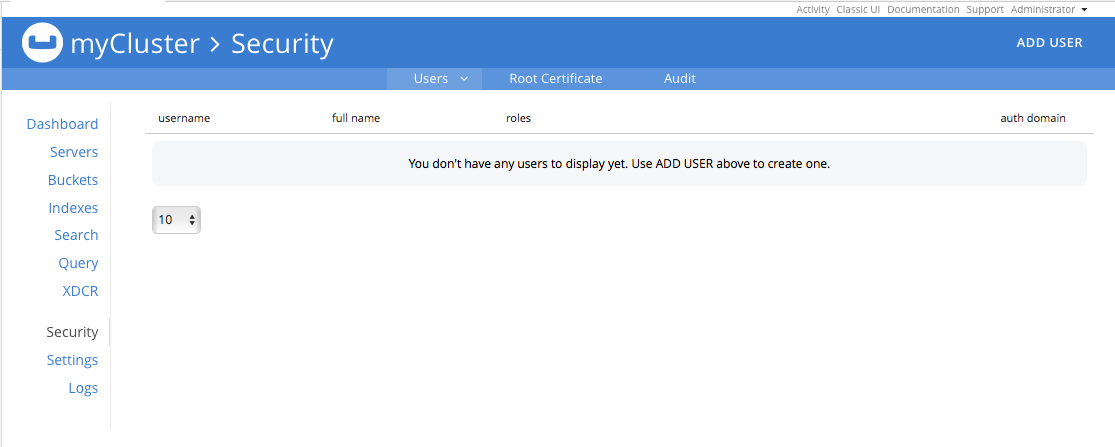 Activity Classic UI Documentation Support Administrator
myCluster > Security
ADD USER
Users Root Certificate Audit
username full name roles auth domain
You don't have any users to display yet. Use ADD USER above to create one.
10
Dashboard
Servers
Buckets
Indexes
Search
Query
XDCR
Security
Settings
Logs